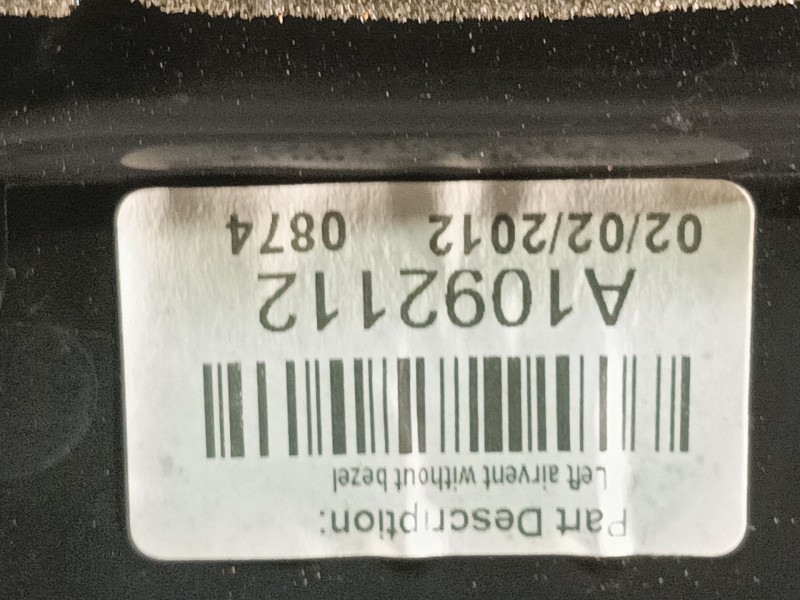 Part Description:
Left airvent without bezel
A1092112
02/02/2012 0874